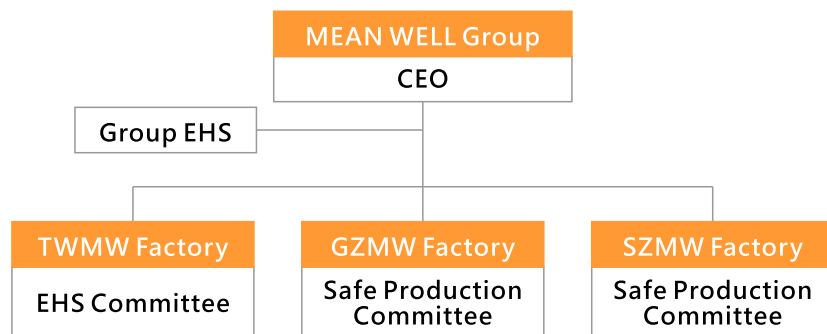 MEAN WELL Group
CEO
Group EHS
TWMW Factory
EHS Committee
GZMW Factory
Safe Production
Committee
SZMW Factory
Safe Production
Committee